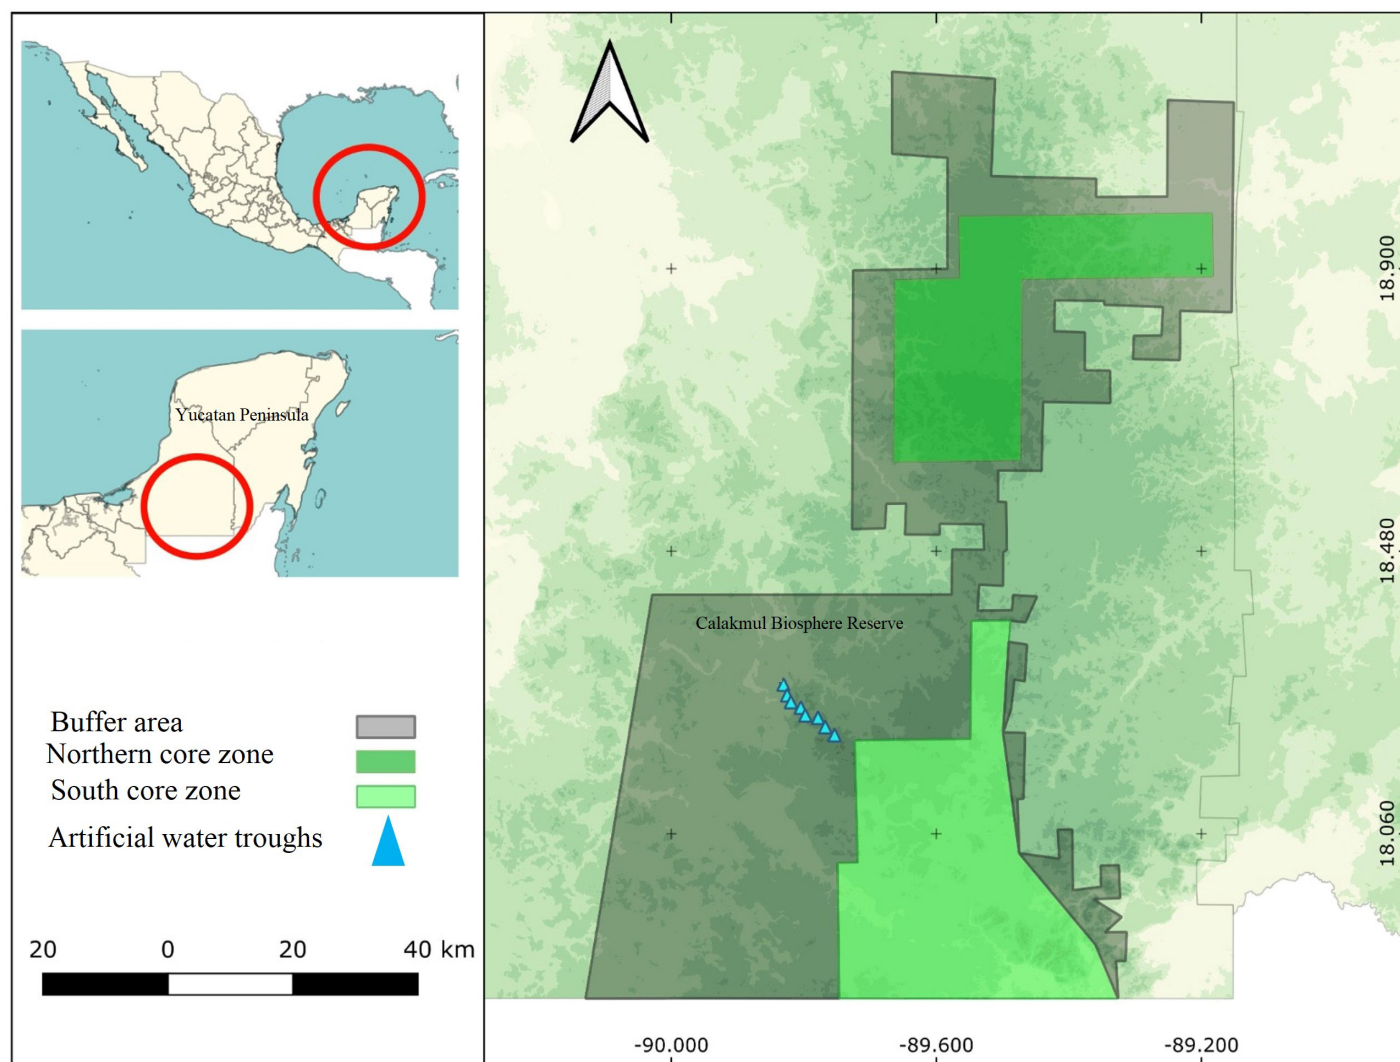 Yucatan Peninsula
Buffer area
Northern core zone
South core zone
Artificial water troughs
20 0 20 40 km
Calakmul Biosphere Reserve
18.900
18.480
18.060
-90.000 -89.600 -89.200